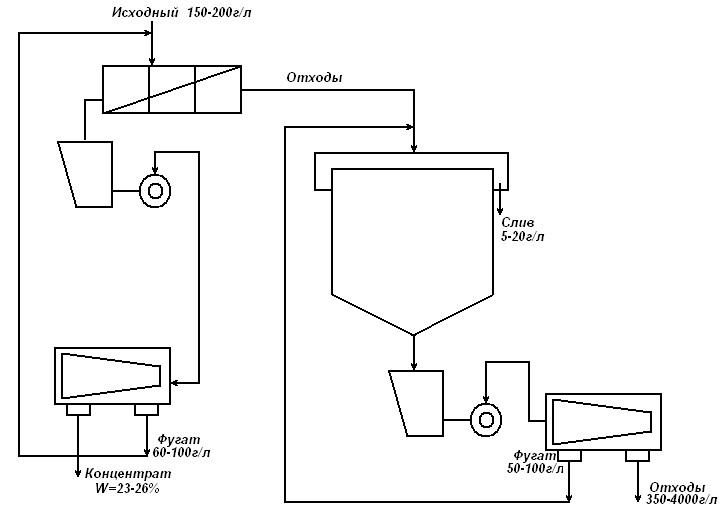 Исходный 150-200г/л
Отходы
Слив
5-20г/л
Фугат
60-100г/л
Концентрат
W=23-26%
Фугат
50-100г/л
Отходы
350-4000г/л